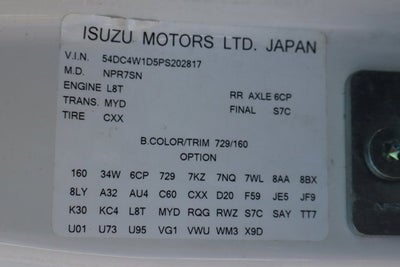 ISUZU MOTORS LTD. JAPAN
V.I.N. 54DC4W1D5PS202817
M.D. NPR7SN
ENGINE L8T RR AXLE 6CP
TRANS. MYD FINAL S7C
TIRE CXX
B.COLOR/TRIM 729/160
OPTION
160 34W 6CP 729 7KZ 7NQ 7WL 8AA 8BX
8LY A32 AU4 C60 CXX D20 F59 JE5 JF9
K30 KC4 L8T MYD RQG RWZ S7C SAY TT7
U01 U73 U95 VG1 VWU WM3 X9D